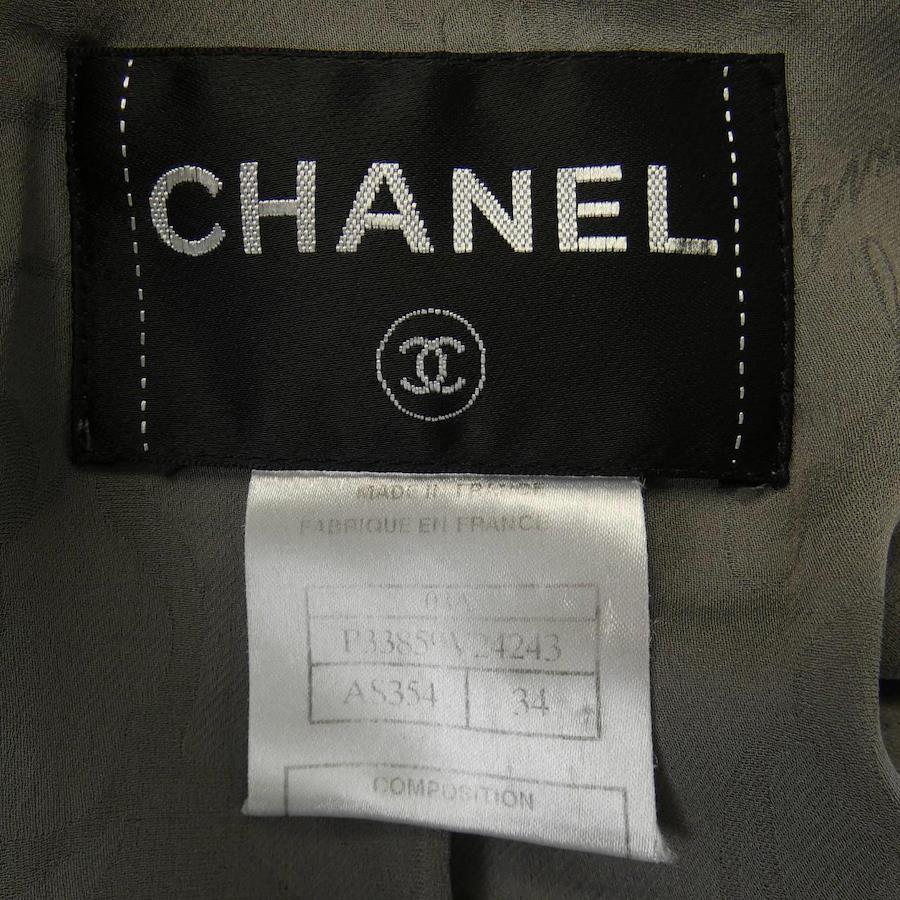 CHANEL
MADE IN FRANCE
FABRIQUE EN FRANCE
03A
P33859V24243
AS354 34
COMPOSITION